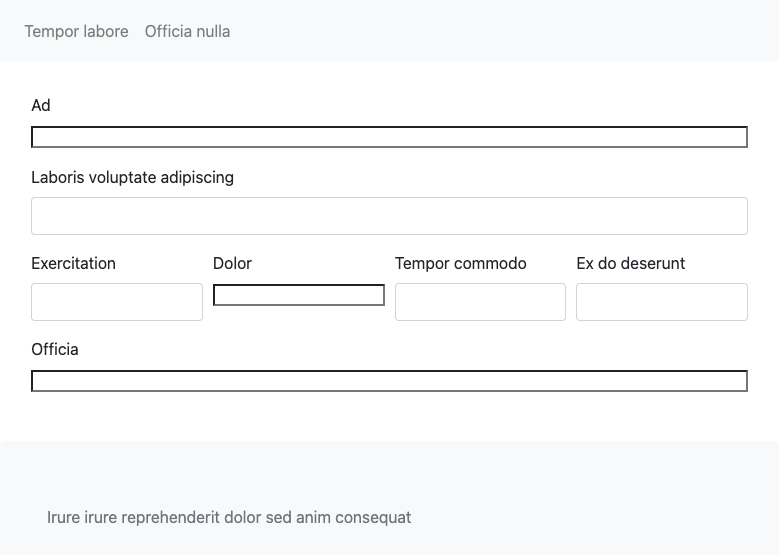 Tempor labore Officia nulla
Ad
Laboris voluptate adipiscing
Exercitation Dolor Tempor commodo Ex do deserunt
Officia
Irure irure reprehenderit dolor sed anim consequat